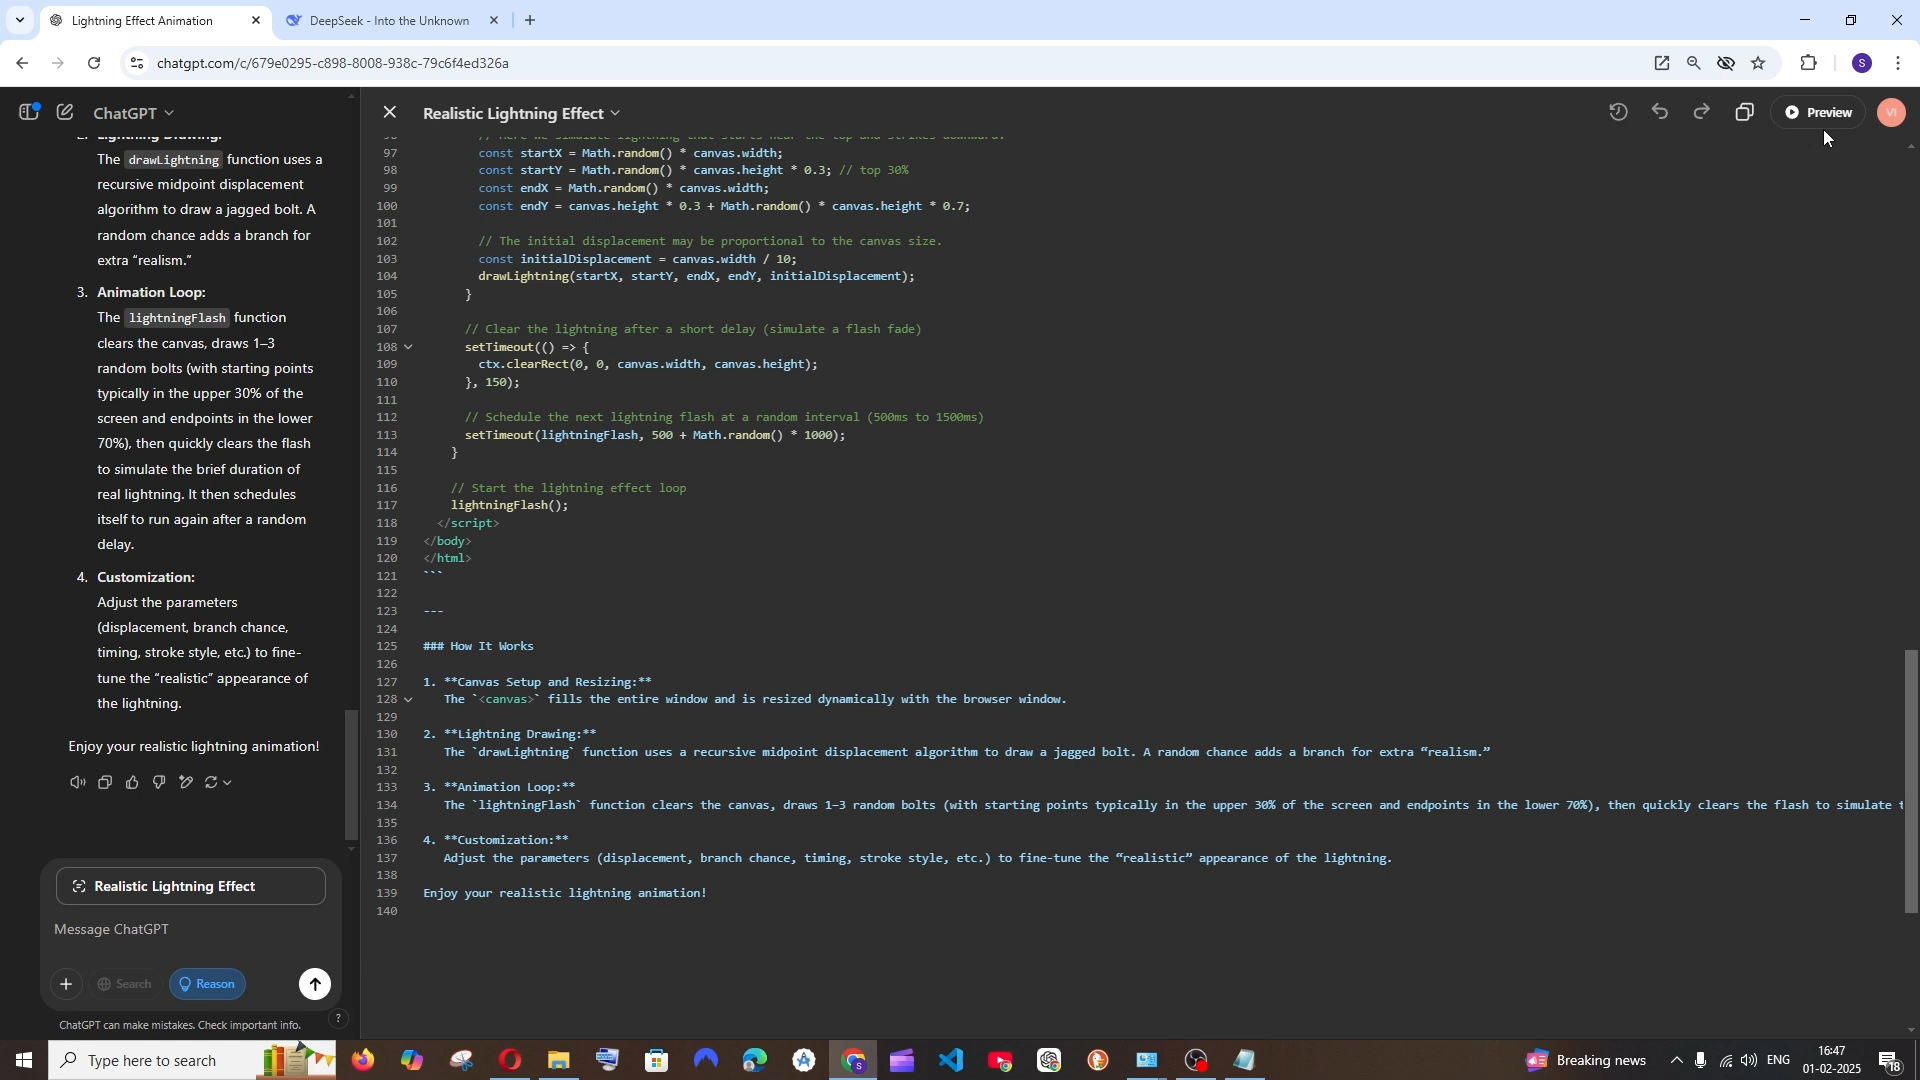 Lightning Effect Animation
DeepSeek - Into the Unknown
chatgpt.com/c/679e0295-c898-8008-938c-79c6f4ed326a
S
ChatGPT
Realistic Lightning Effect
Preview
VI
2. Lightning Drawing:
The drawLightning function uses a
recursive midpoint displacement
algorithm to draw a jagged bolt. A
random chance adds a branch for
extra “realism.”
3. Animation Loop:
The lightningFlash function
clears the canvas, draws 1–3
random bolts (with starting points
typically in the upper 30% of the
screen and endpoints in the lower
70%), then quickly clears the flash
to simulate the brief duration of
real lightning. It then schedules
itself to run again after a random
delay.
4. Customization:
Adjust the parameters
(displacement, branch chance,
timing, stroke style, etc.) to fine-
tune the “realistic” appearance of
the lightning.
Enjoy your realistic lightning animation!
Realistic Lightning Effect
Message ChatGPT
Search
Reason
ChatGPT can make mistakes. Check important info.
?
96 // Here we simulate lightning that starts near the top and strikes downward.
97 const startX = Math.random() * canvas.width;
98 const startY = Math.random() * canvas.height * 0.3; // top 30%
99 const endX = Math.random() * canvas.width;
100 const endY = canvas.height * 0.3 + Math.random() * canvas.height * 0.7;
101
102 // The initial displacement may be proportional to the canvas size.
103 const initialDisplacement = canvas.width / 10;
104 drawLightning(startX, startY, endX, endY, initialDisplacement);
105 }
106
107 // Clear the lightning after a short delay (simulate a flash fade)
108 setTimeout(() => {
109 ctx.clearRect(0, 0, canvas.width, canvas.height);
110 }, 150);
111
112 // Schedule the next lightning flash at a random interval (500ms to 1500ms)
113 setTimeout(lightningFlash, 500 + Math.random() * 1000);
114 }
115
116 // Start the lightning effect loop
117 lightningFlash();
118 </script>
119 </body>
120 </html>
121 ```
122
123 ---
124
125 ### How It Works
126
127 1. **Canvas Setup and Resizing:**
128 The `<canvas>` fills the entire window and is resized dynamically with the browser window.
129
130 2. **Lightning Drawing:**
131 The `drawLightning` function uses a recursive midpoint displacement algorithm to draw a jagged bolt. A random chance adds a branch for extra “realism.”
132
133 3. **Animation Loop:**
134 The `lightningFlash` function clears the canvas, draws 1–3 random bolts (with starting points typically in the upper 30% of the screen and endpoints in the lower 70%), then quickly clears the flash to simulate t
135
136 4. **Customization:**
137 Adjust the parameters (displacement, branch chance, timing, stroke style, etc.) to fine-tune the “realistic” appearance of the lightning.
138
139 Enjoy your realistic lightning animation!
140
Type here to search
Breaking news
ENG
16:47
01-02-2025
18